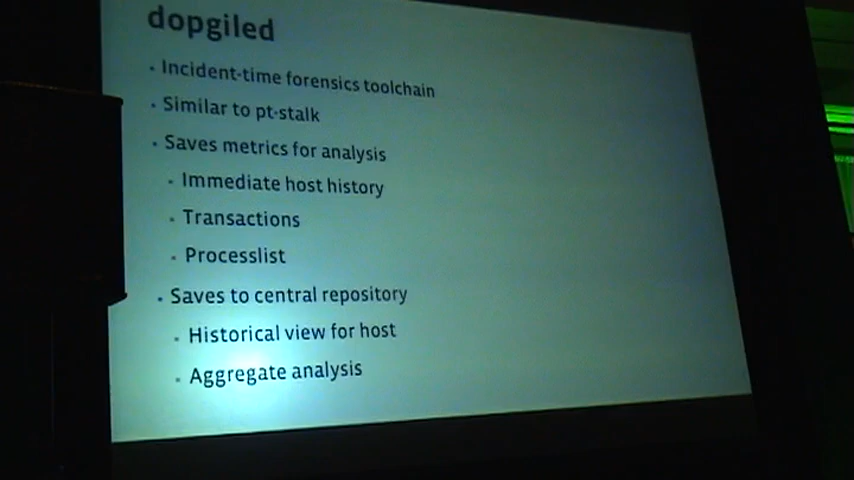 dopgiled
• Incident-time forensics toolchain
• Similar to pt-stalk
• Saves metrics for analysis
• Immediate host history
• Transactions
• Processlist
• Saves to central repository
• Historical view for host
• Aggregate analysis